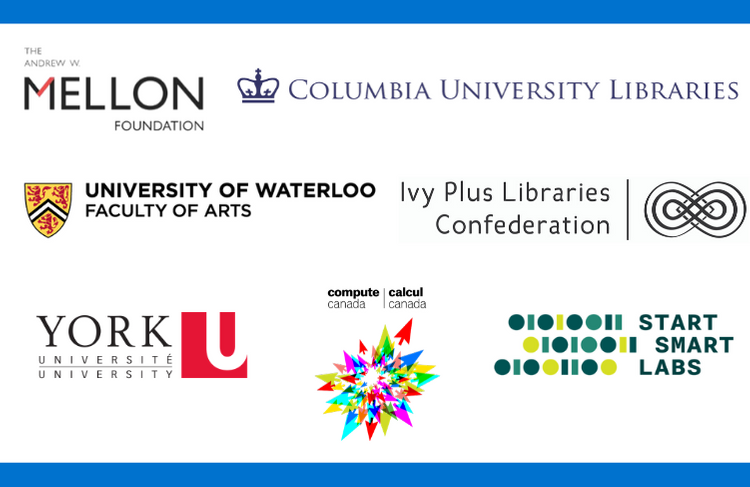 THE
ANDREW W.
MELLON
FOUNDATION
COLUMBIA UNIVERSITY LIBRARIES
UNIVERSITY OF WATERLOO
FACULTY OF ARTS
Ivy Plus Libraries
Confederation
YORK U
UNIVERSITÉ
UNIVERSITY
compute | calcul
canada | canada
START
SMART
LABS